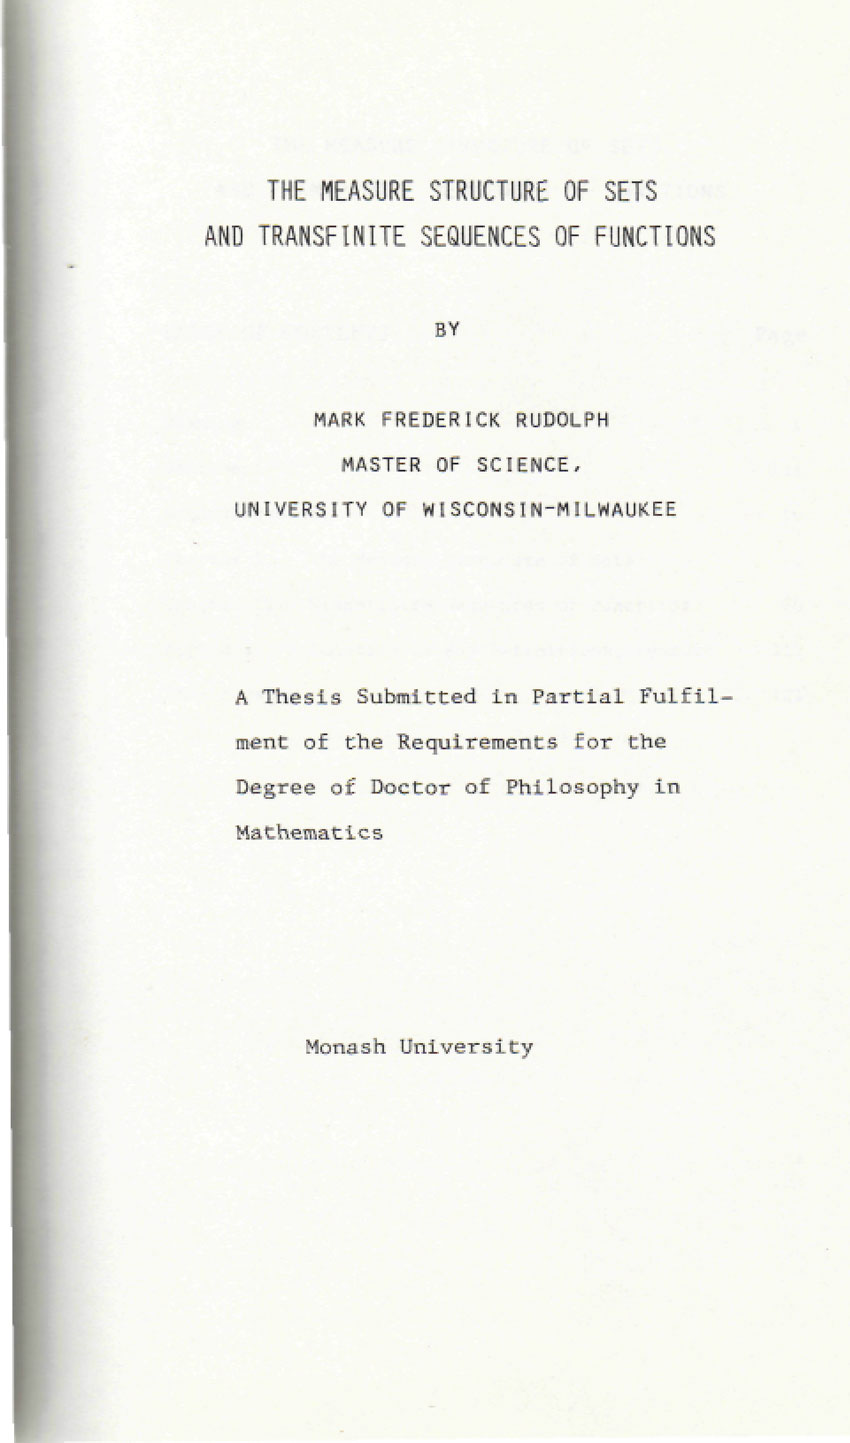 THE MEASURE STRUCTURE OF SETS
AND TRANSFINITE SEQUENCES OF FUNCTIONS
BY
MARK FREDERICK RUDOLPH
MASTER OF SCIENCE,
UNIVERSITY OF WISCONSIN-MILWAUKEE
A Thesis Submitted in Partial Fulfil-
ment of the Requirements for the
Degree of Doctor of Philosophy in
Mathematics
Monash University